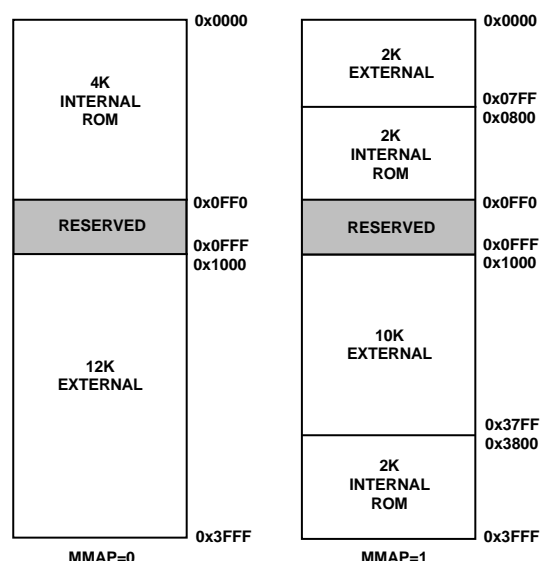 0x0000
4K
INTERNAL
ROM
0x0FF0
RESERVED
0x0FFF
0x1000
12K
EXTERNAL
0x3FFF
MMAP=0
0x0000
2K
EXTERNAL
0x07FF
0x0800
2K
INTERNAL
ROM
0x0FF0
RESERVED
0x0FFF
0x1000
10K
EXTERNAL
0x37FF
0x3800
2K
INTERNAL
ROM
0x3FFF
MMAP=1